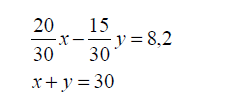 20/30 x − 15/30 y = 8,2
x + y = 30